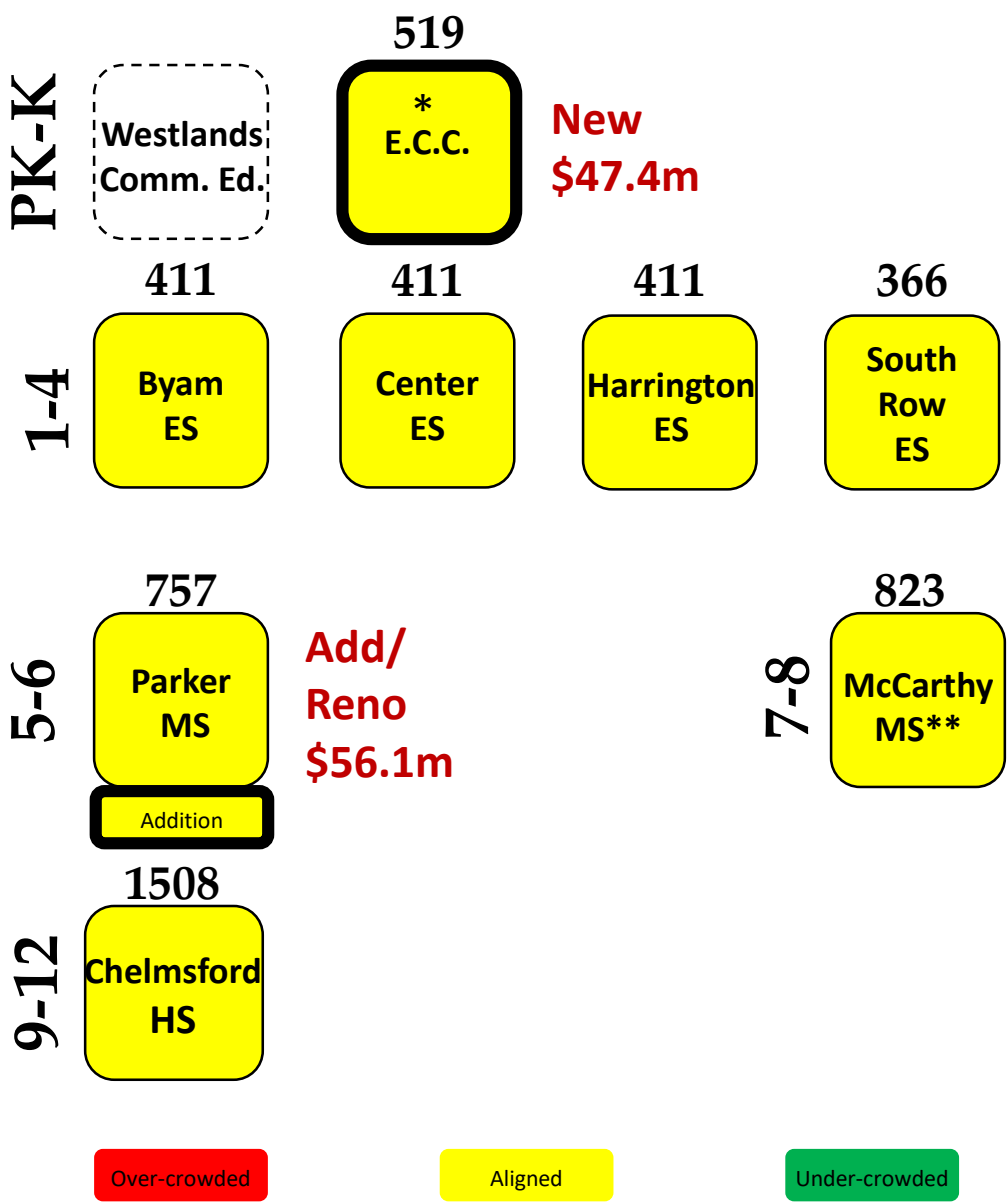 519
PK-K
Westlands
Comm. Ed.
*
E.C.C.
New
$47.4m
411
411
411
366
1-4
Byam
ES
Center
ES
Harrington
ES
South
Row
ES
757
823
5-6
Parker
MS
Add/
Reno
$56.1m
7-8
McCarthy
MS**
Addition
1508
9-12
Chelmsford
HS
Over-crowded
Aligned
Under-crowded